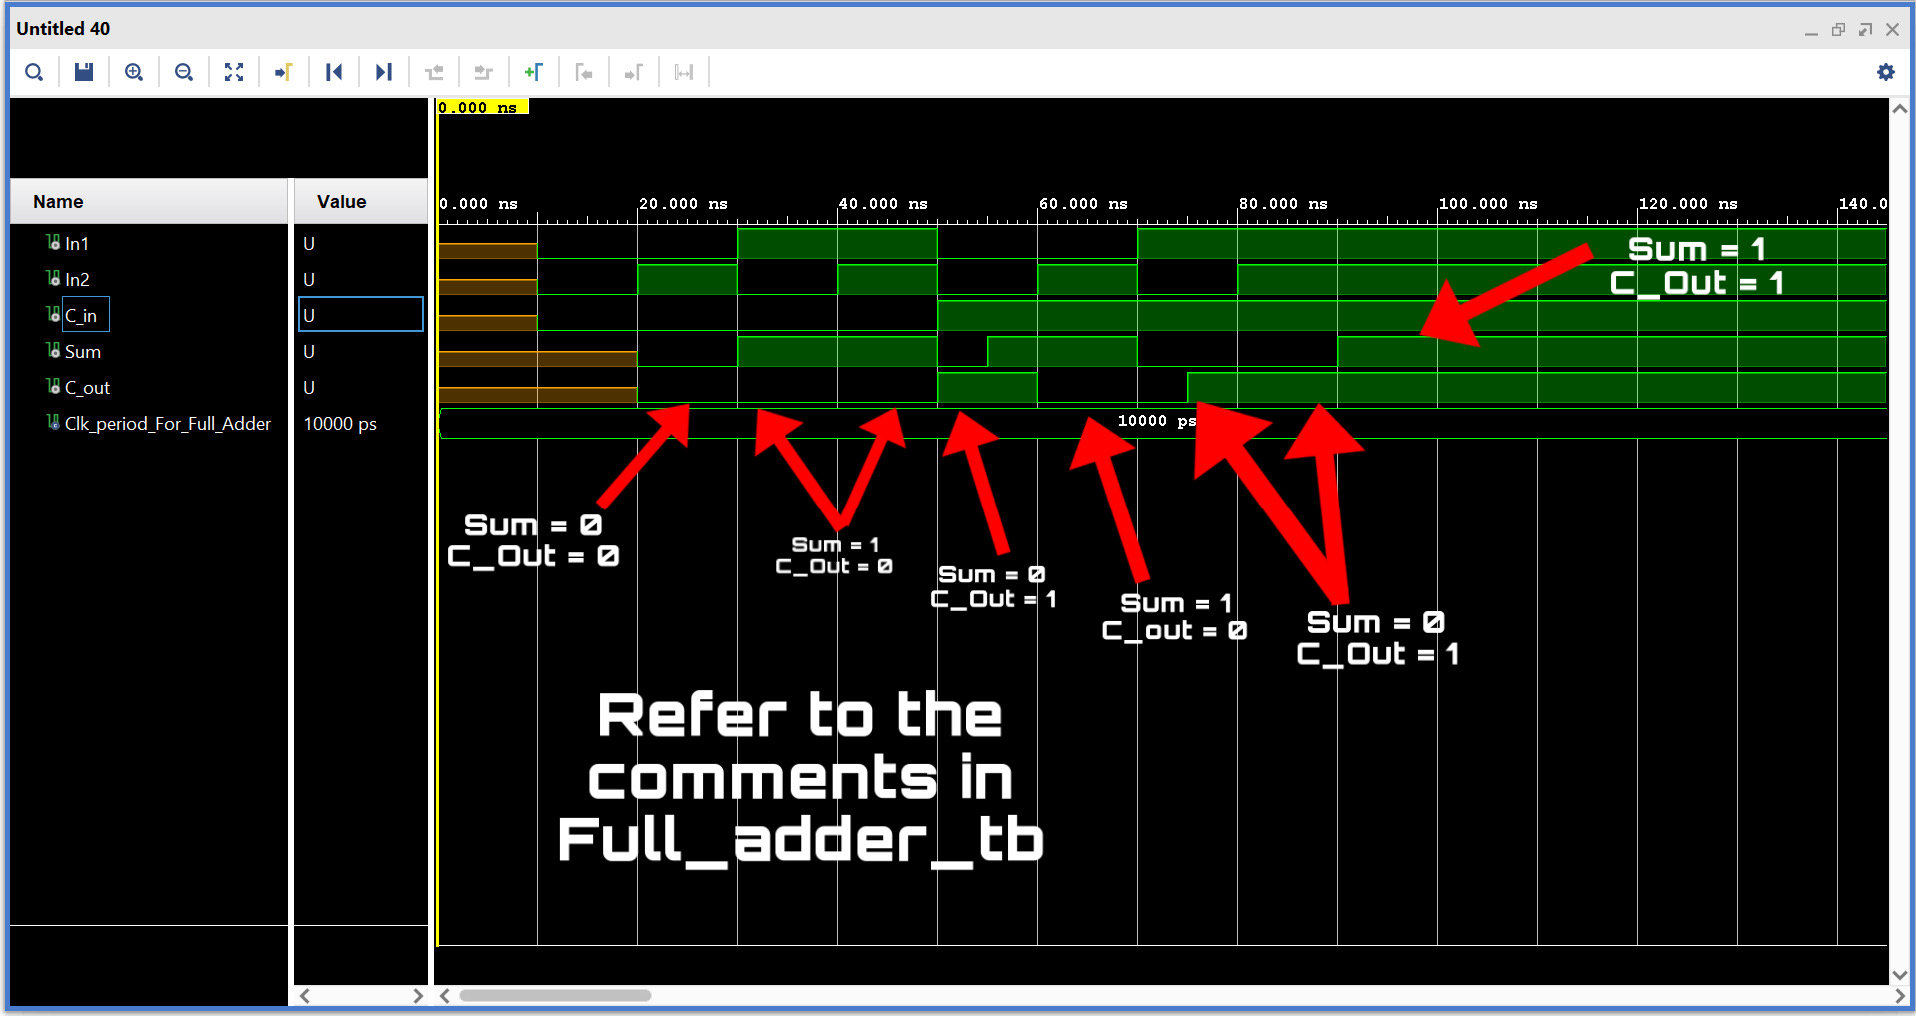 Untitled 40
0.000 ns
Name
Value
0.000 ns
20.000 ns
40.000 ns
60.000 ns
80.000 ns
100.000 ns
120.000 ns
140.0
In1
U
In2
U
C_in
U
Sum
U
C_out
U
Clk_period_For_Full_Adder
10000 ps
10000 ps
Sum = 1
C_Out = 1
Sum = 0
C_Out = 0
Sum = 1
C_Out = 0
Sum = 0
C_Out = 1
Sum = 1
C_out = 0
Sum = 0
C_Out = 1
Refer to the
comments in
Full_adder_tb